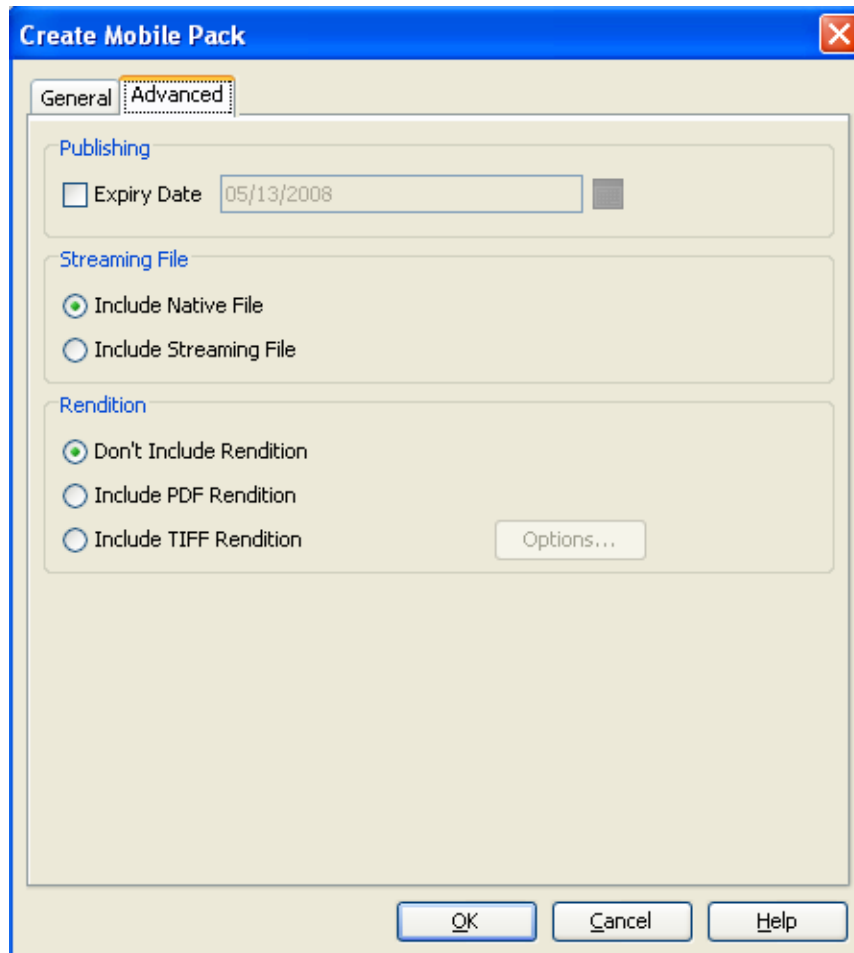 Create Mobile Pack
General Advanced
Publishing
Expiry Date 05/13/2008
Streaming File
Include Native File
Include Streaming File
Rendition
Don't Include Rendition
Include PDF Rendition
Include TIFF Rendition Options...
OK Cancel Help